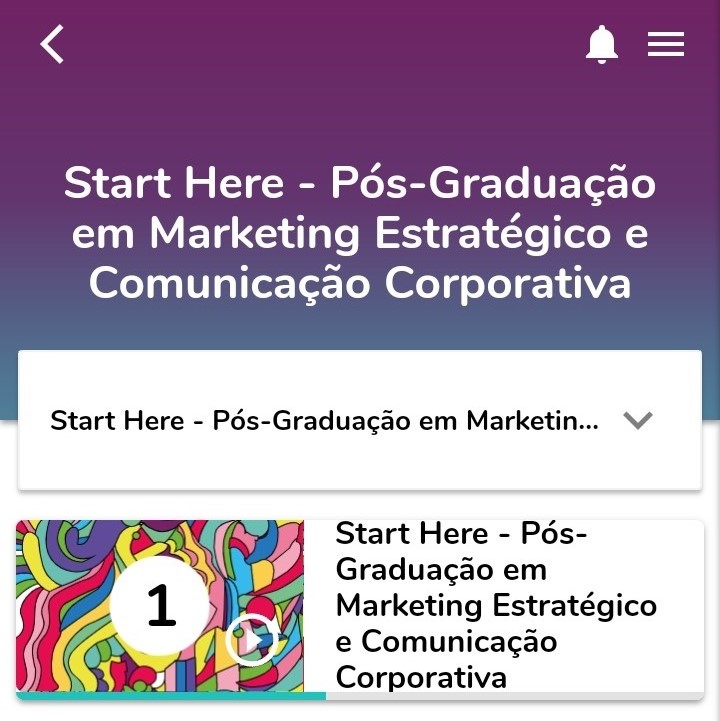 Start Here - Pós-Graduação
em Marketing Estratégico e
Comunicação Corporativa
Start Here - Pós-Graduação em Marketin...
1
Start Here - Pós-
Graduação em
Marketing Estratégico
e Comunicação
Corporativa